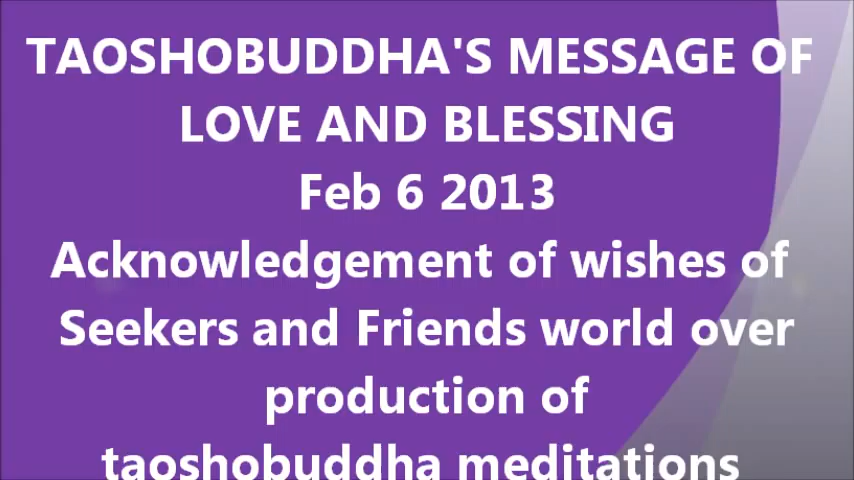 TAOSHOBUDDHA'S MESSAGE OF
LOVE AND BLESSING
Feb 6 2013
Acknowledgement of wishes of
Seekers and Friends world over
production of
taoshobuddha meditations